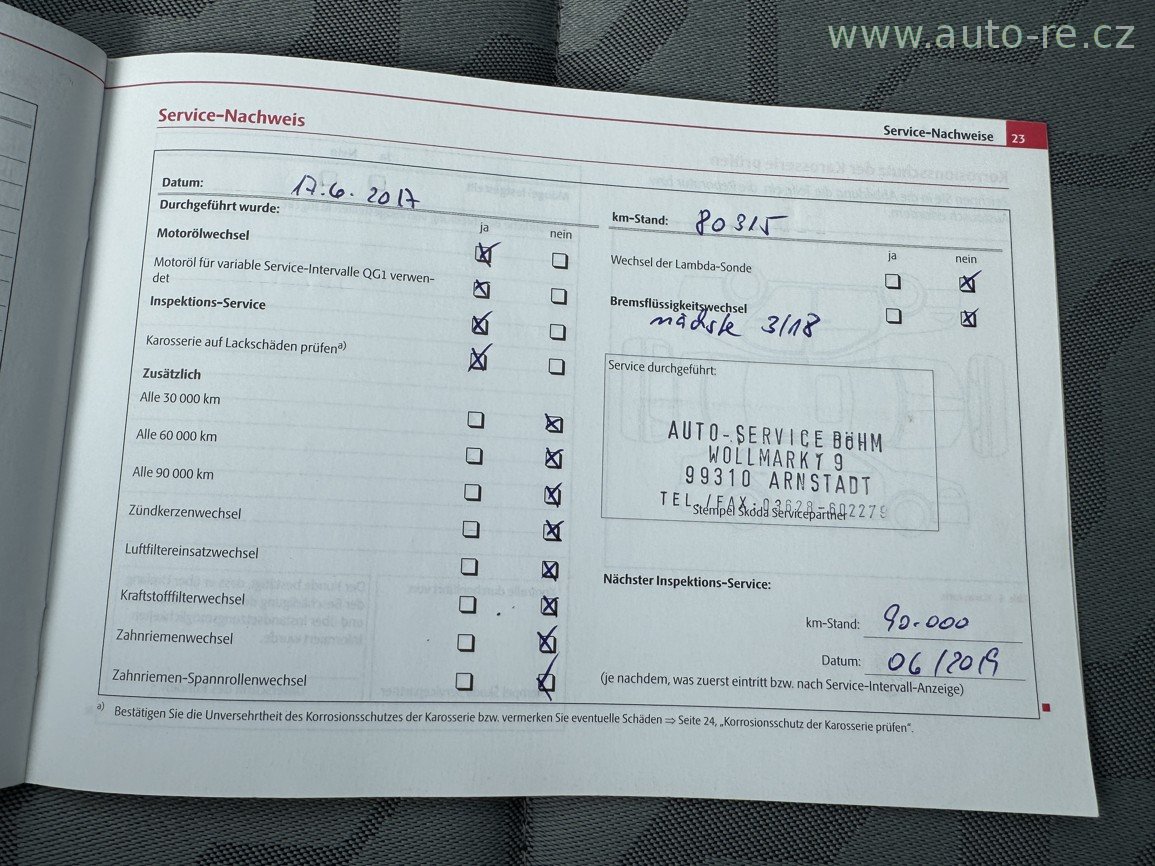 www.auto-re.cz
Service-Nachweis
Service-Nachweise 23
Datum: 17.6.2017
Durchgeführt wurde:
ja nein
Motorölwechsel
Motoröl für variable Service-Intervalle QG1 verwen-
det
Inspektions-Service
Karosserie auf Lackschäden prüfen a)
Zusätzlich
Alle 30 000 km
Alle 60 000 km
Alle 90 000 km
Zündkerzenwechsel
Luftfiltereinsatzwechsel
Kraftstofffilterwechsel
Zahnriemenwechsel
Zahnriemen-Spannrollenwechsel
km-Stand: 80315
ja nein
Wechsel der Lambda-Sonde
Bremsflüssigkeitswechsel
nächste 3/18
Service durchgeführt:
AUTO-SERVICE BöHM
WOLLMARKT 9
99310 ARNSTADT
TEL./FAX:03628-602279
Stempel Škoda Servicepartner
Nächster Inspektions-Service:
km-Stand: 90.000
Datum: 06/2019
(je nachdem, was zuerst eintritt bzw. nach Service-Intervall-Anzeige)
a) Bestätigen Sie die Unversehrtheit des Korrosionsschutzes der Karosserie bzw. vermerken Sie eventuelle Schäden ⇒ Seite 24, „Korrosionsschutz der Karosserie prüfen“.